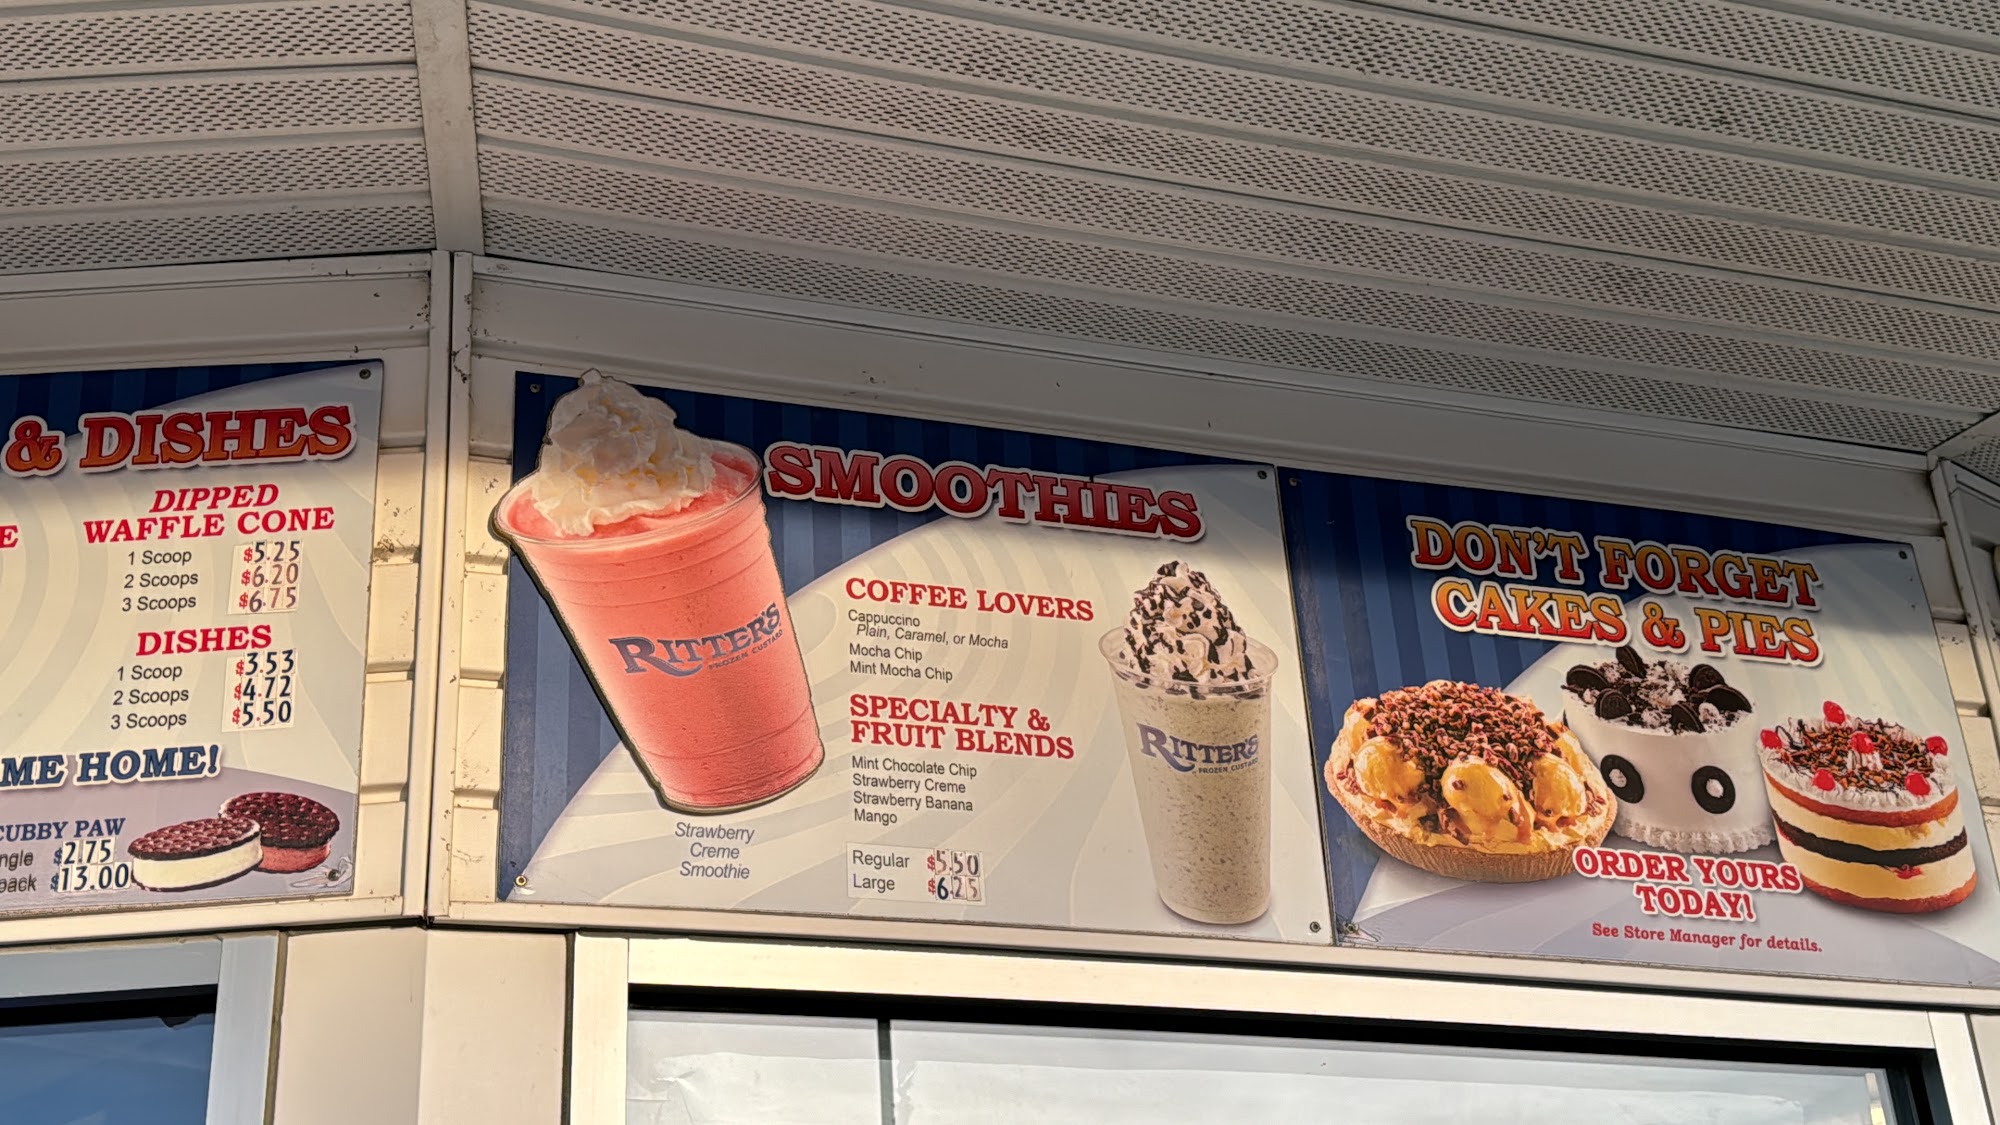 & DISHES
E
DIPPED
WAFFLE CONE
1 Scoop $5.25
2 Scoops $6.20
3 Scoops $6.75
DISHES
1 Scoop $3.53
2 Scoops $4.72
3 Scoops $5.50
ME HOME!
CUBBY PAW
ngle $2.75
pack $13.00
SMOOTHIES
RITTER'S
FROZEN CUSTARD
Strawberry
Creme
Smoothie
COFFEE LOVERS
Cappuccino
Plain, Caramel, or Mocha
Mocha Chip
Mint Mocha Chip
SPECIALTY &
FRUIT BLENDS
Mint Chocolate Chip
Strawberry Creme
Strawberry Banana
Mango
Regular $5.50
Large $6.25
RITTER'S
FROZEN CUSTARD
DON'T FORGET
CAKES & PIES
ORDER YOURS
TODAY!
See Store Manager for details.